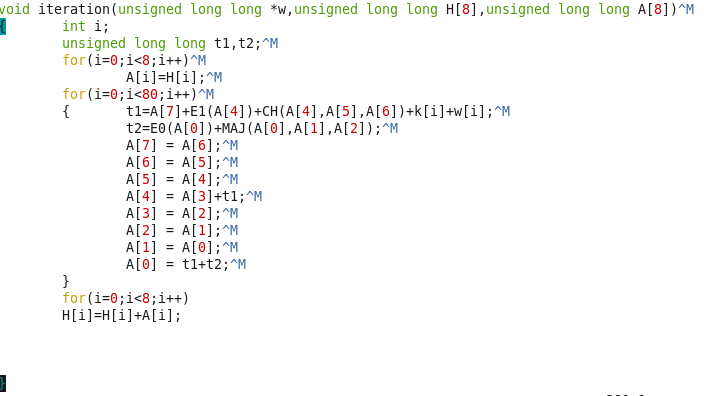 void iteration(unsigned long long *w,unsigned long long H[8],unsigned long long A[8])^M
{       int i;
        unsigned long long t1,t2;^M
        for(i=0;i<8;i++)^M
                A[i]=H[i];^M
        for(i=0;i<80;i++)^M
        {       t1=A[7]+E1(A[4])+CH(A[4],A[5],A[6])+k[i]+w[i];^M
                t2=E0(A[0])+MAJ(A[0],A[1],A[2]);^M
                A[7] = A[6];^M
                A[6] = A[5];^M
                A[5] = A[4];^M
                A[4] = A[3]+t1;^M
                A[3] = A[2];^M
                A[2] = A[1];^M
                A[1] = A[0];^M
                A[0] = t1+t2;^M
        }
        for(i=0;i<8;i++)
        H[i]=H[i]+A[i];
}